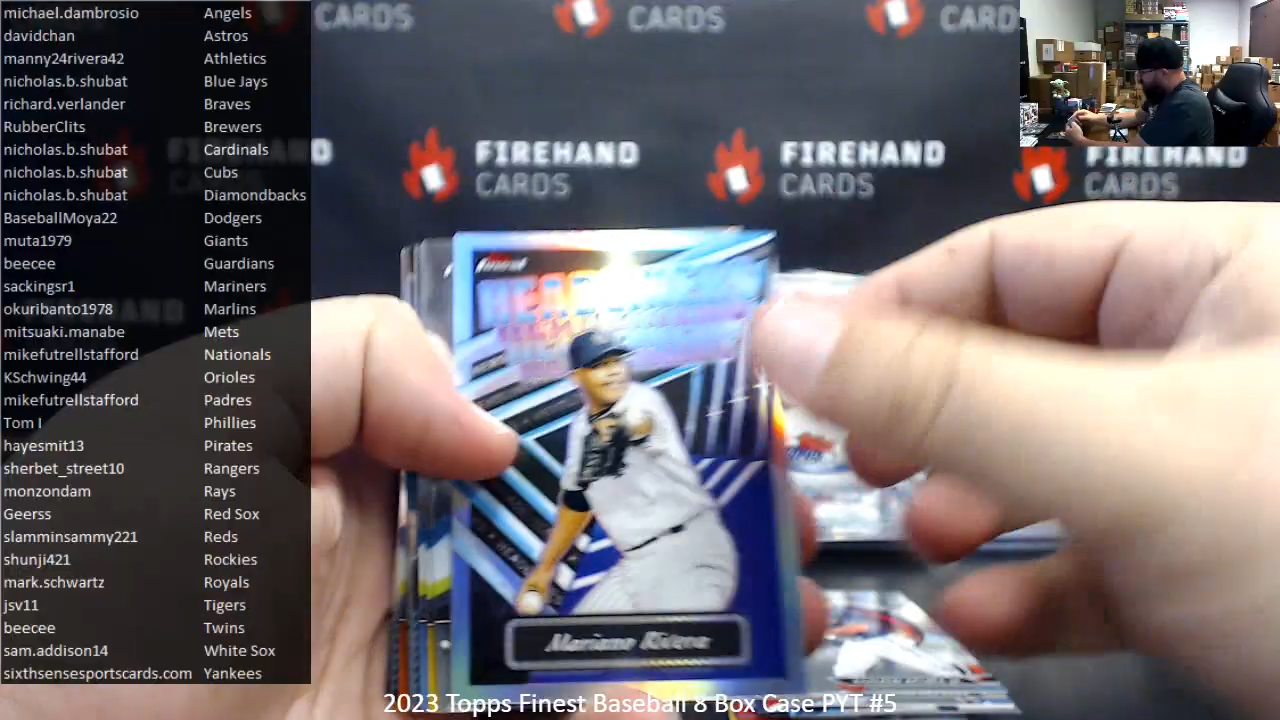 michael.dambrosio Angels
davidchan Astros
manny24rivera42 Athletics
nicholas.b.shubat Blue Jays
richard.verlander Braves
RubberClits Brewers
nicholas.b.shubat Cardinals
nicholas.b.shubat Cubs
nicholas.b.shubat Diamondbacks
BaseballMoya22 Dodgers
muta1979 Giants
beecee Guardians
sackingsr1 Mariners
okuribanto1978 Marlins
mitsuaki.manabe Mets
mikefutrellstafford Nationals
KSchwing44 Orioles
mikefutrellstafford Padres
Tom I Phillies
hayesmit13 Pirates
sherbet_street10 Rangers
monzondam Rays
Geerss Red Sox
slamminsammy221 Reds
shunji421 Rockies
mark.schwartz Royals
jsv11 Tigers
beecee Twins
sam.addison14 White Sox
sixthsensesportscards.com Yankees
CARDS
CARDS
CARD
FIREHAND
CARDS
FIREHAND
CARDS
FIREHAND
CARDS
finest
Mariano Rivera
2023 Topps Finest Baseball 8 Box Case PYT #5